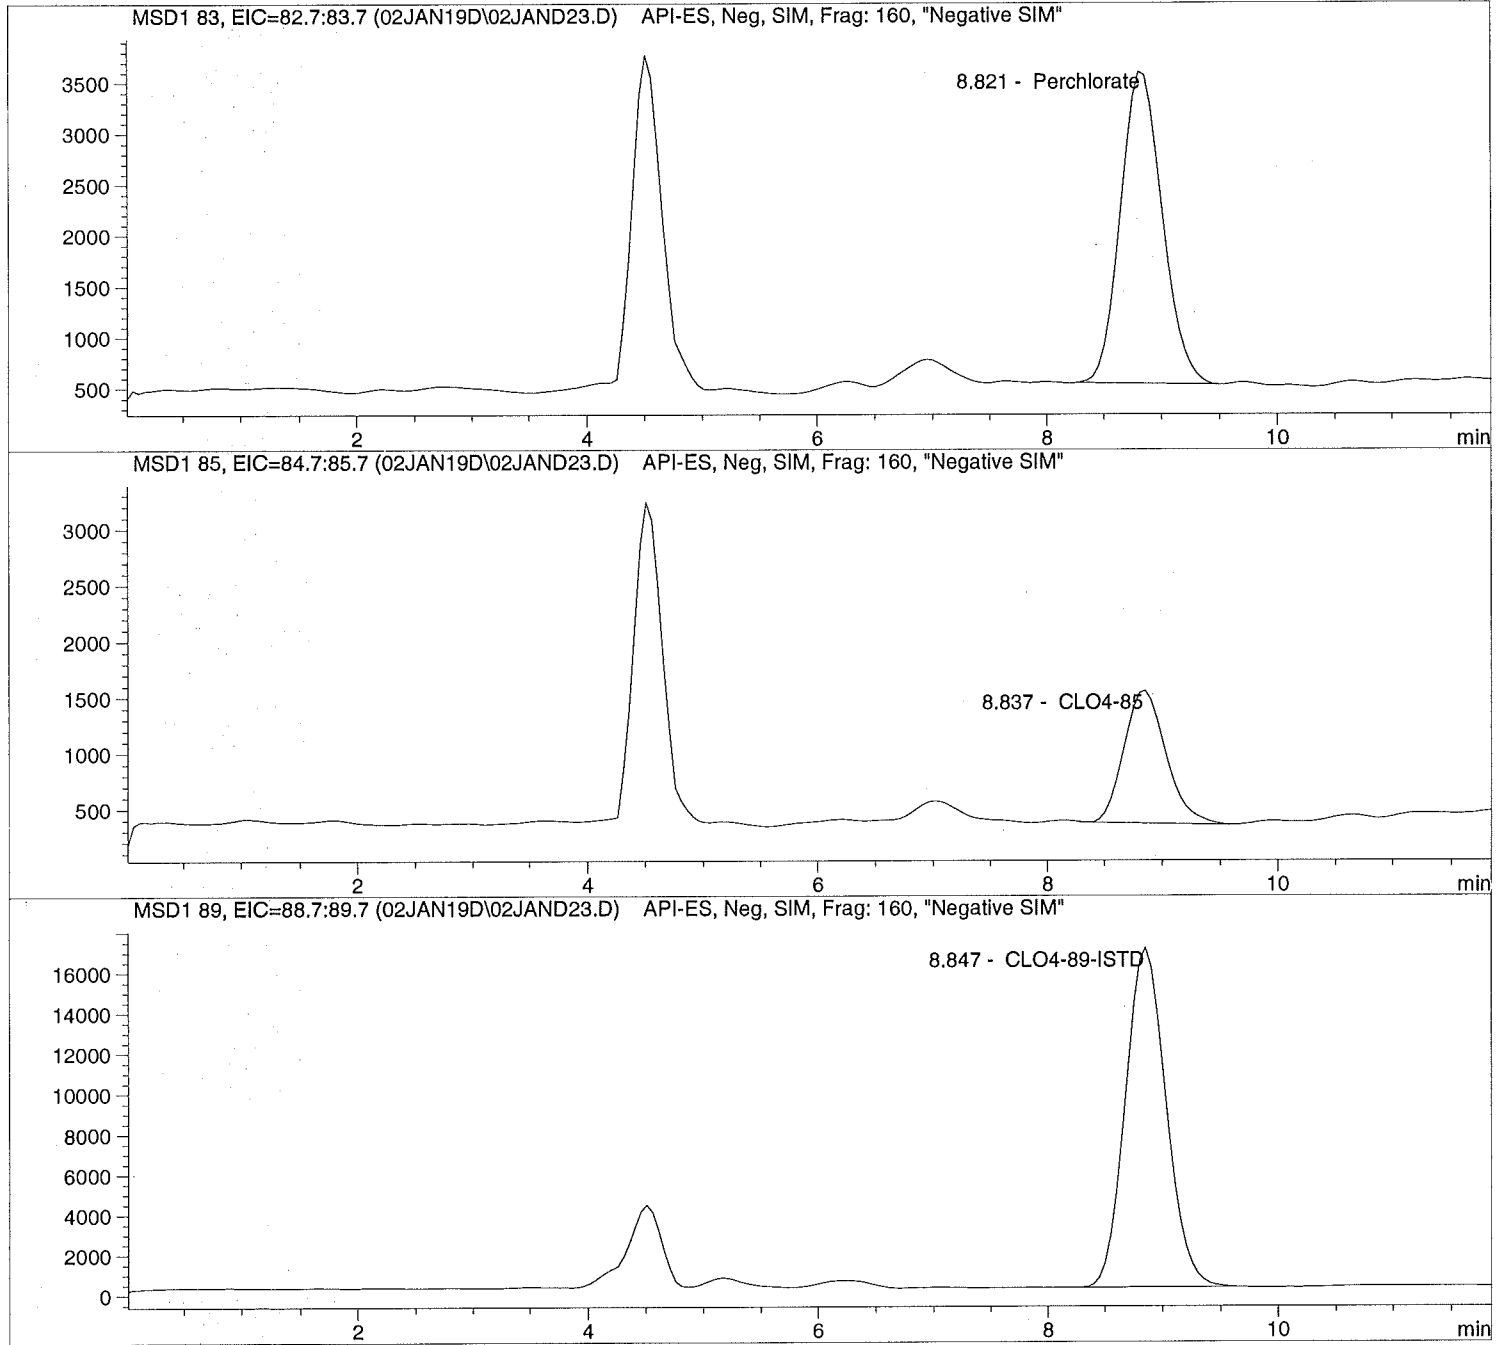 MSD1 83, EIC=82.7:83.7 (02JAN19D\02JAND23.D) API-ES, Neg, SIM, Frag: 160, "Negative SIM"
8.821 - Perchlorate
3500
3000
2500
2000
1500
1000
500
2 4 6 8 10 min
MSD1 85, EIC=84.7:85.7 (02JAN19D\02JAND23.D) API-ES, Neg, SIM, Frag: 160, "Negative SIM"
3000
2500
2000
1500
8.837 - CLO4-85
1000
500
2 4 6 8 10 min
MSD1 89, EIC=88.7:89.7 (02JAN19D\02JAND23.D) API-ES, Neg, SIM, Frag: 160, "Negative SIM"
8.847 - CLO4-89-ISTD
16000
14000
12000
10000
8000
6000
4000
2000
0
2 4 6 8 10 min